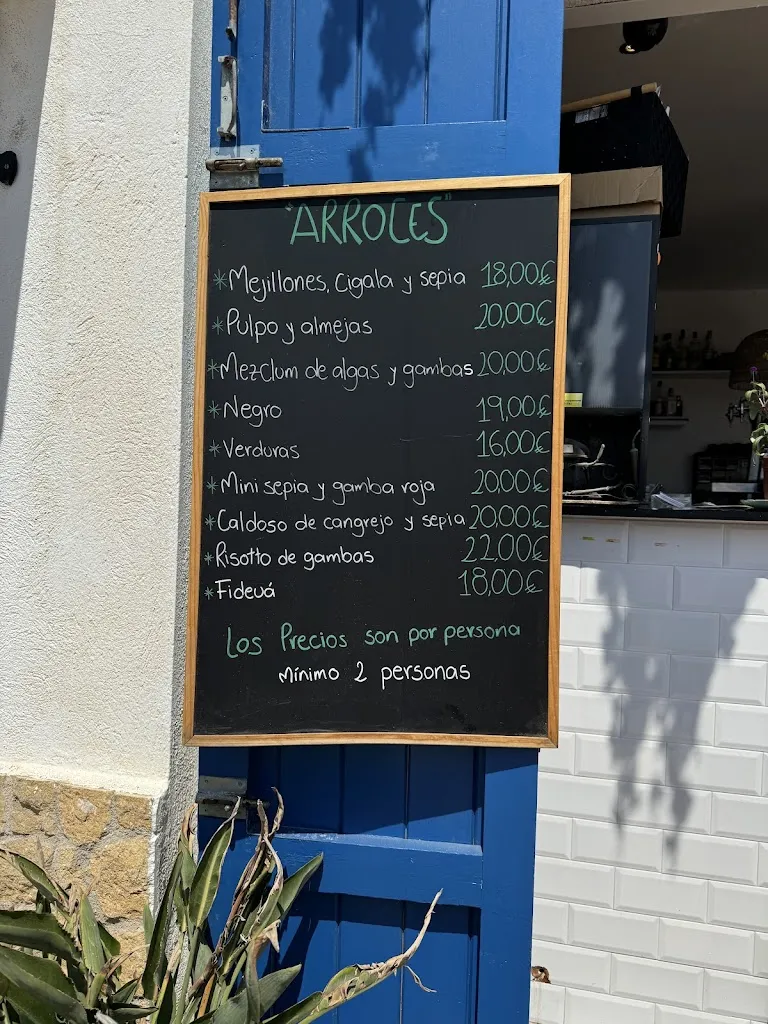 "ARROCES"
*Mejillones, Cigala y sepia 18,00€
*Pulpo y almejas 20,00€
*Mezclum de algas y gambas 20,00€
*Negro 19,00€
*Verduras 16,00€
*Mini sepia y gamba roja 20,00€
*Caldoso de cangrejo y sepia 20,00€
*Risotto de gambas 22,00€
*Fideuá 18,00€
Los Precios son por persona
mínimo 2 personas